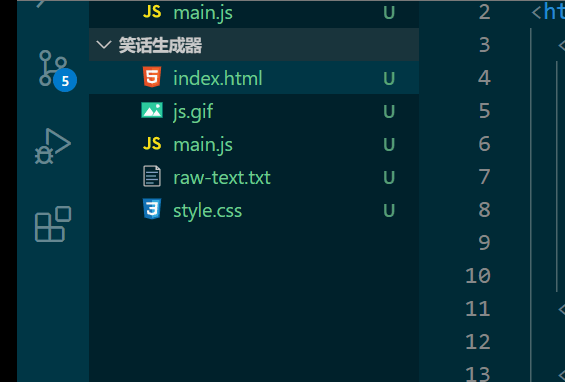 JS main.js U
笑话生成器
index.html U
js.gif U
JS main.js U
raw-text.txt U
style.css U
5
2 <ht
3 <
4
5
6
7
8
9
10
11 <
12
13 <